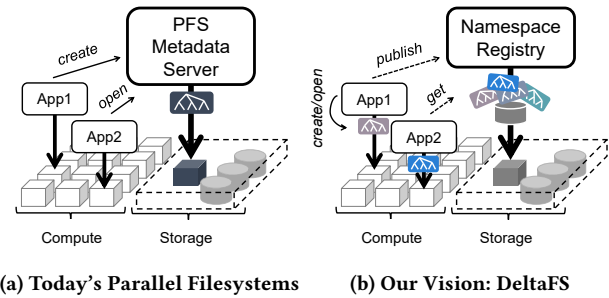 PFS
Metadata
Server
create
open
App1
App2
Compute
Storage
(a) Today's Parallel Filesystems
Namespace
Registry
publish
get
create/open
App1
App2
Compute
Storage
(b) Our Vision: DeltaFS